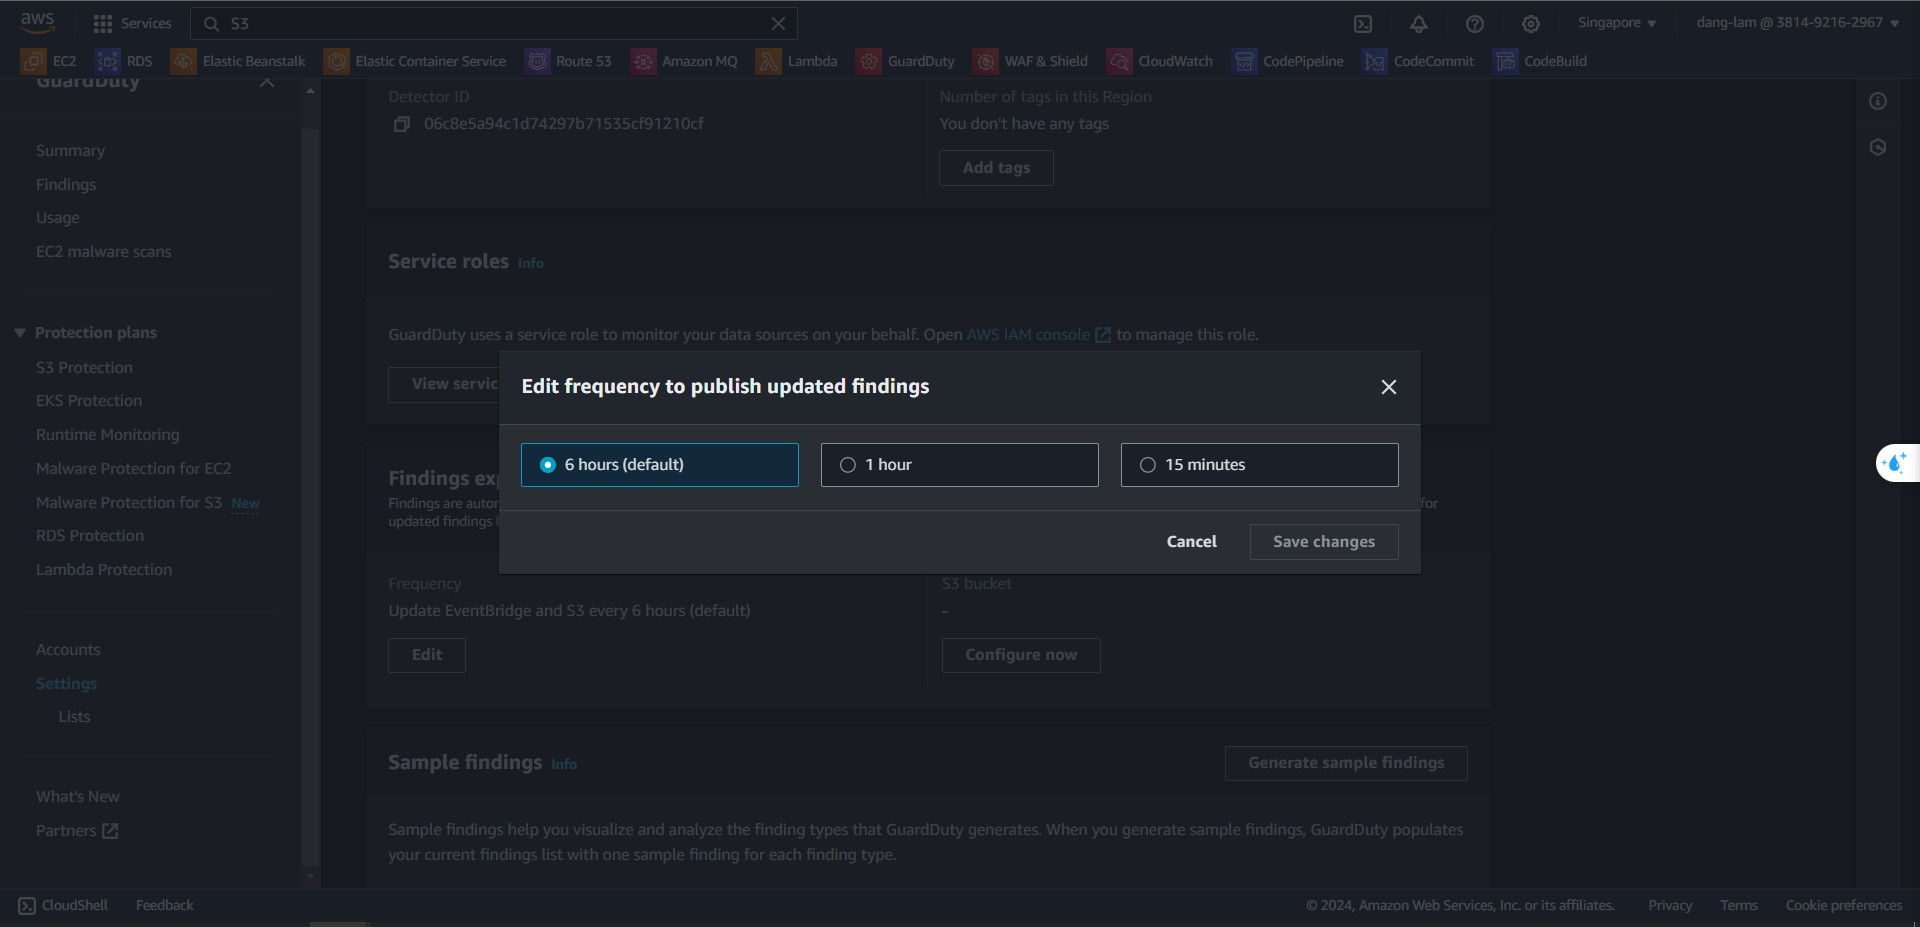 aws
Services
S3
Singapore
dang-lam @ 3814-9216-2967
EC2
RDS
Elastic Beanstalk
Elastic Container Service
Route 53
Amazon MQ
Lambda
GuardDuty
WAF & Shield
CloudWatch
CodePipeline
CodeCommit
CodeBuild
GuardDuty
Summary
Findings
Usage
EC2 malware scans
Protection plans
S3 Protection
EKS Protection
Runtime Monitoring
Malware Protection for EC2
Malware Protection for S3 New
RDS Protection
Lambda Protection
Accounts
Settings
Lists
What's New
Partners
Detector ID
06c8e5a94c1d74297b71535cf91210cf
Number of tags in this Region
You don't have any tags
Add tags
Service roles Info
GuardDuty uses a service role to monitor your data sources on your behalf. Open AWS IAM console to manage this role.
View servic
Edit frequency to publish updated findings
6 hours (default)
1 hour
15 minutes
Cancel
Save changes
Findings ex
Findings are autor
for
updated findings
Frequency
Update EventBridge and S3 every 6 hours (default)
Edit
S3 bucket
-
Configure now
Sample findings Info
Generate sample findings
Sample findings help you visualize and analyze the finding types that GuardDuty generates. When you generate sample findings, GuardDuty populates
your current findings list with one sample finding for each finding type.
CloudShell
Feedback
© 2024, Amazon Web Services, Inc. or its affiliates.
Privacy
Terms
Cookie preferences